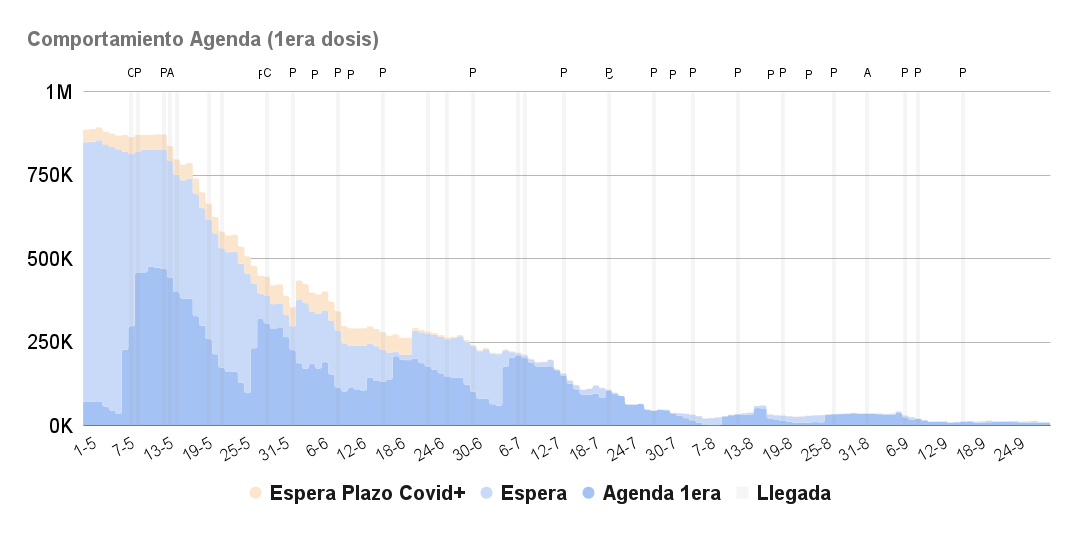 Comportamiento Agenda (1era dosis)
CP PA FC P P P P P P P P P P P P P P P P A P P P
1M
750K
500K
250K
0K
1-5 7-5 13-5 19-5 25-5 31-5 6-6 12-6 18-6 24-6 30-6 6-7 12-7 18-7 24-7 30-7 7-8 13-8 19-8 25-8 31-8 6-9 12-9 18-9 24-9
Espera Plazo Covid+ Espera Agenda 1era Llegada